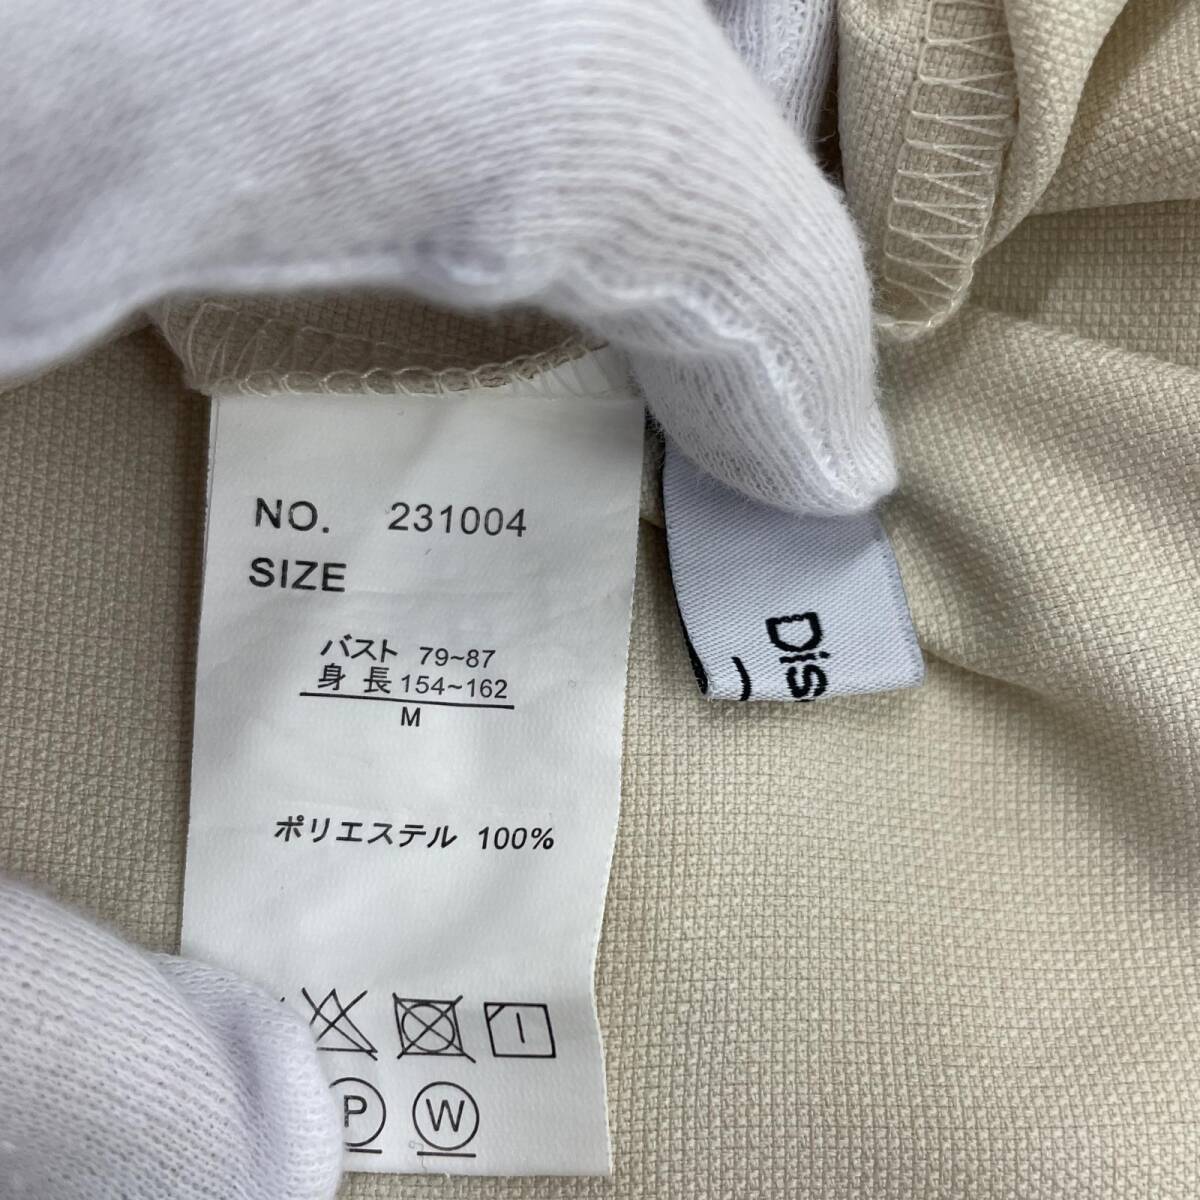 NO. 231004
SIZE
バスト 79~87
身長 154~162
M
ポリエステル 100%
P W
Dis